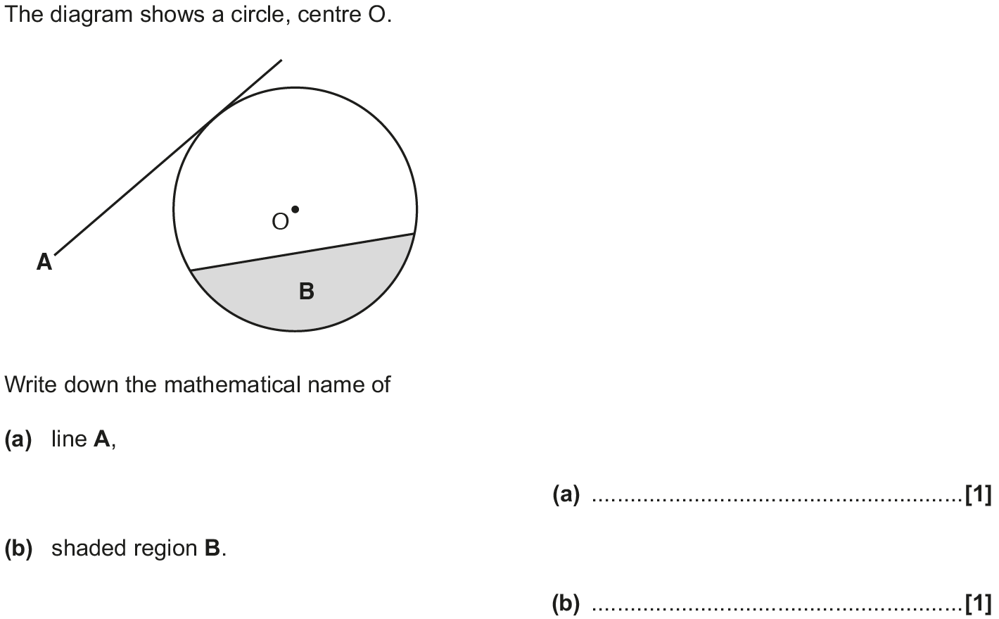 The diagram shows a circle, centre O.
A
O
B
Write down the mathematical name of
(a) line A,
(a) ........................................................... [1]
(b) shaded region B.
(b) ........................................................... [1]